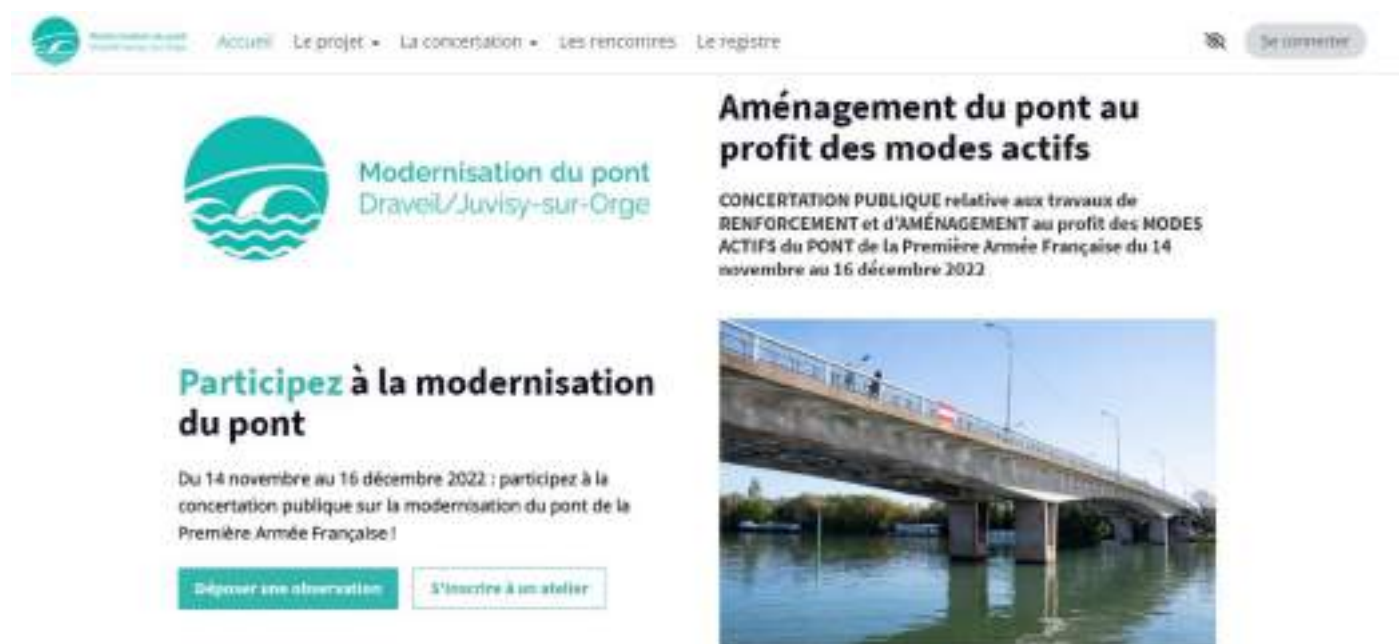 Accueil Le projet La concertation Les rencontres Le registre
Se connecter
Modernisation du pont
Draveil/Juvisy-sur-Orge
Aménagement du pont au
profit des modes actifs
CONCERTATION PUBLIQUE relative aux travaux de
RENFORCEMENT et d'AMÉNAGEMENT au profit des MODES
ACTIFS du PONT de la Première Armée Française du 14
novembre au 16 décembre 2022
Participez à la modernisation
du pont
Du 14 novembre au 16 décembre 2022 : participez à la
concertation publique sur la modernisation du pont de la
Première Armée Française !
Déposer une observation
S'inscrire à un atelier